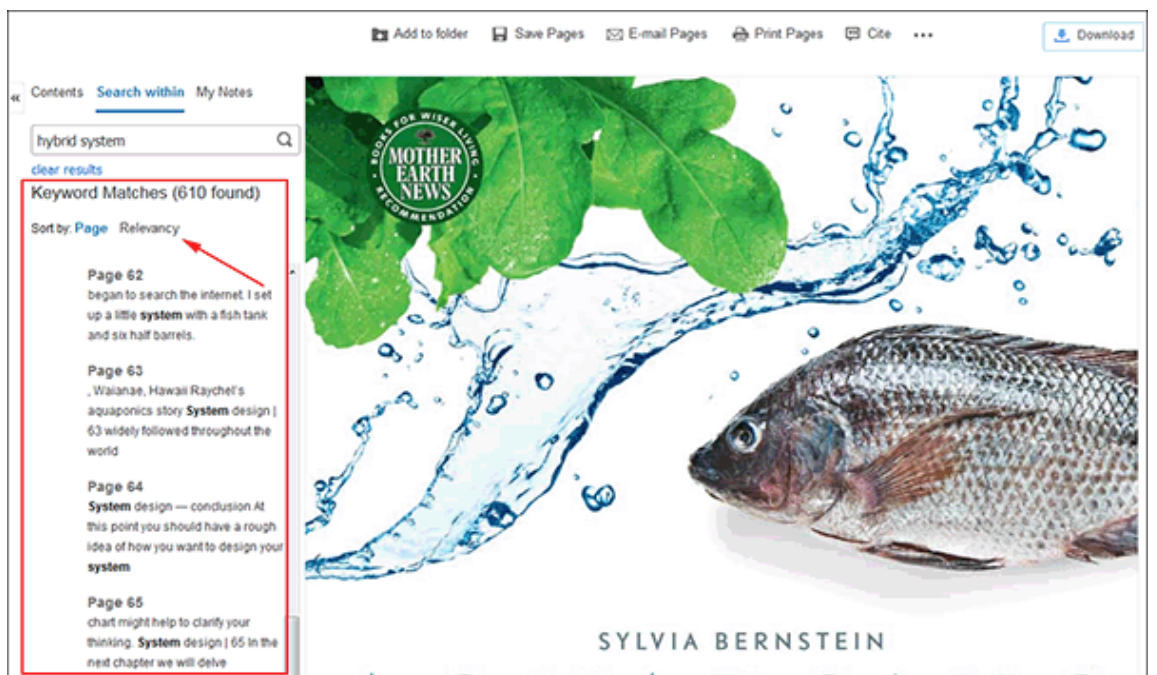 Add to folder Save Pages E-mail Pages Print Pages Cite ... Download
« Contents Search within My Notes
hybrid system
clear results
Keyword Matches (610 found)
Sort by: Page Relevancy
Page 62
began to search the internet. I set
up a little system with a fish tank
and six half barrels.
Page 63
, Waianae, Hawaii Raychel's
aquaponics story System design |
63 widely followed throughout the
world
Page 64
System design — conclusion At
this point you should have a rough
idea of how you want to design your
system
Page 65
chart might help to clarify your
thinking. System design | 65 In the
next chapter we will delve
BOOKS FOR WISER LIVING
MOTHER
EARTH
NEWS
RECOMMENDATION
SYLVIA BERNSTEIN